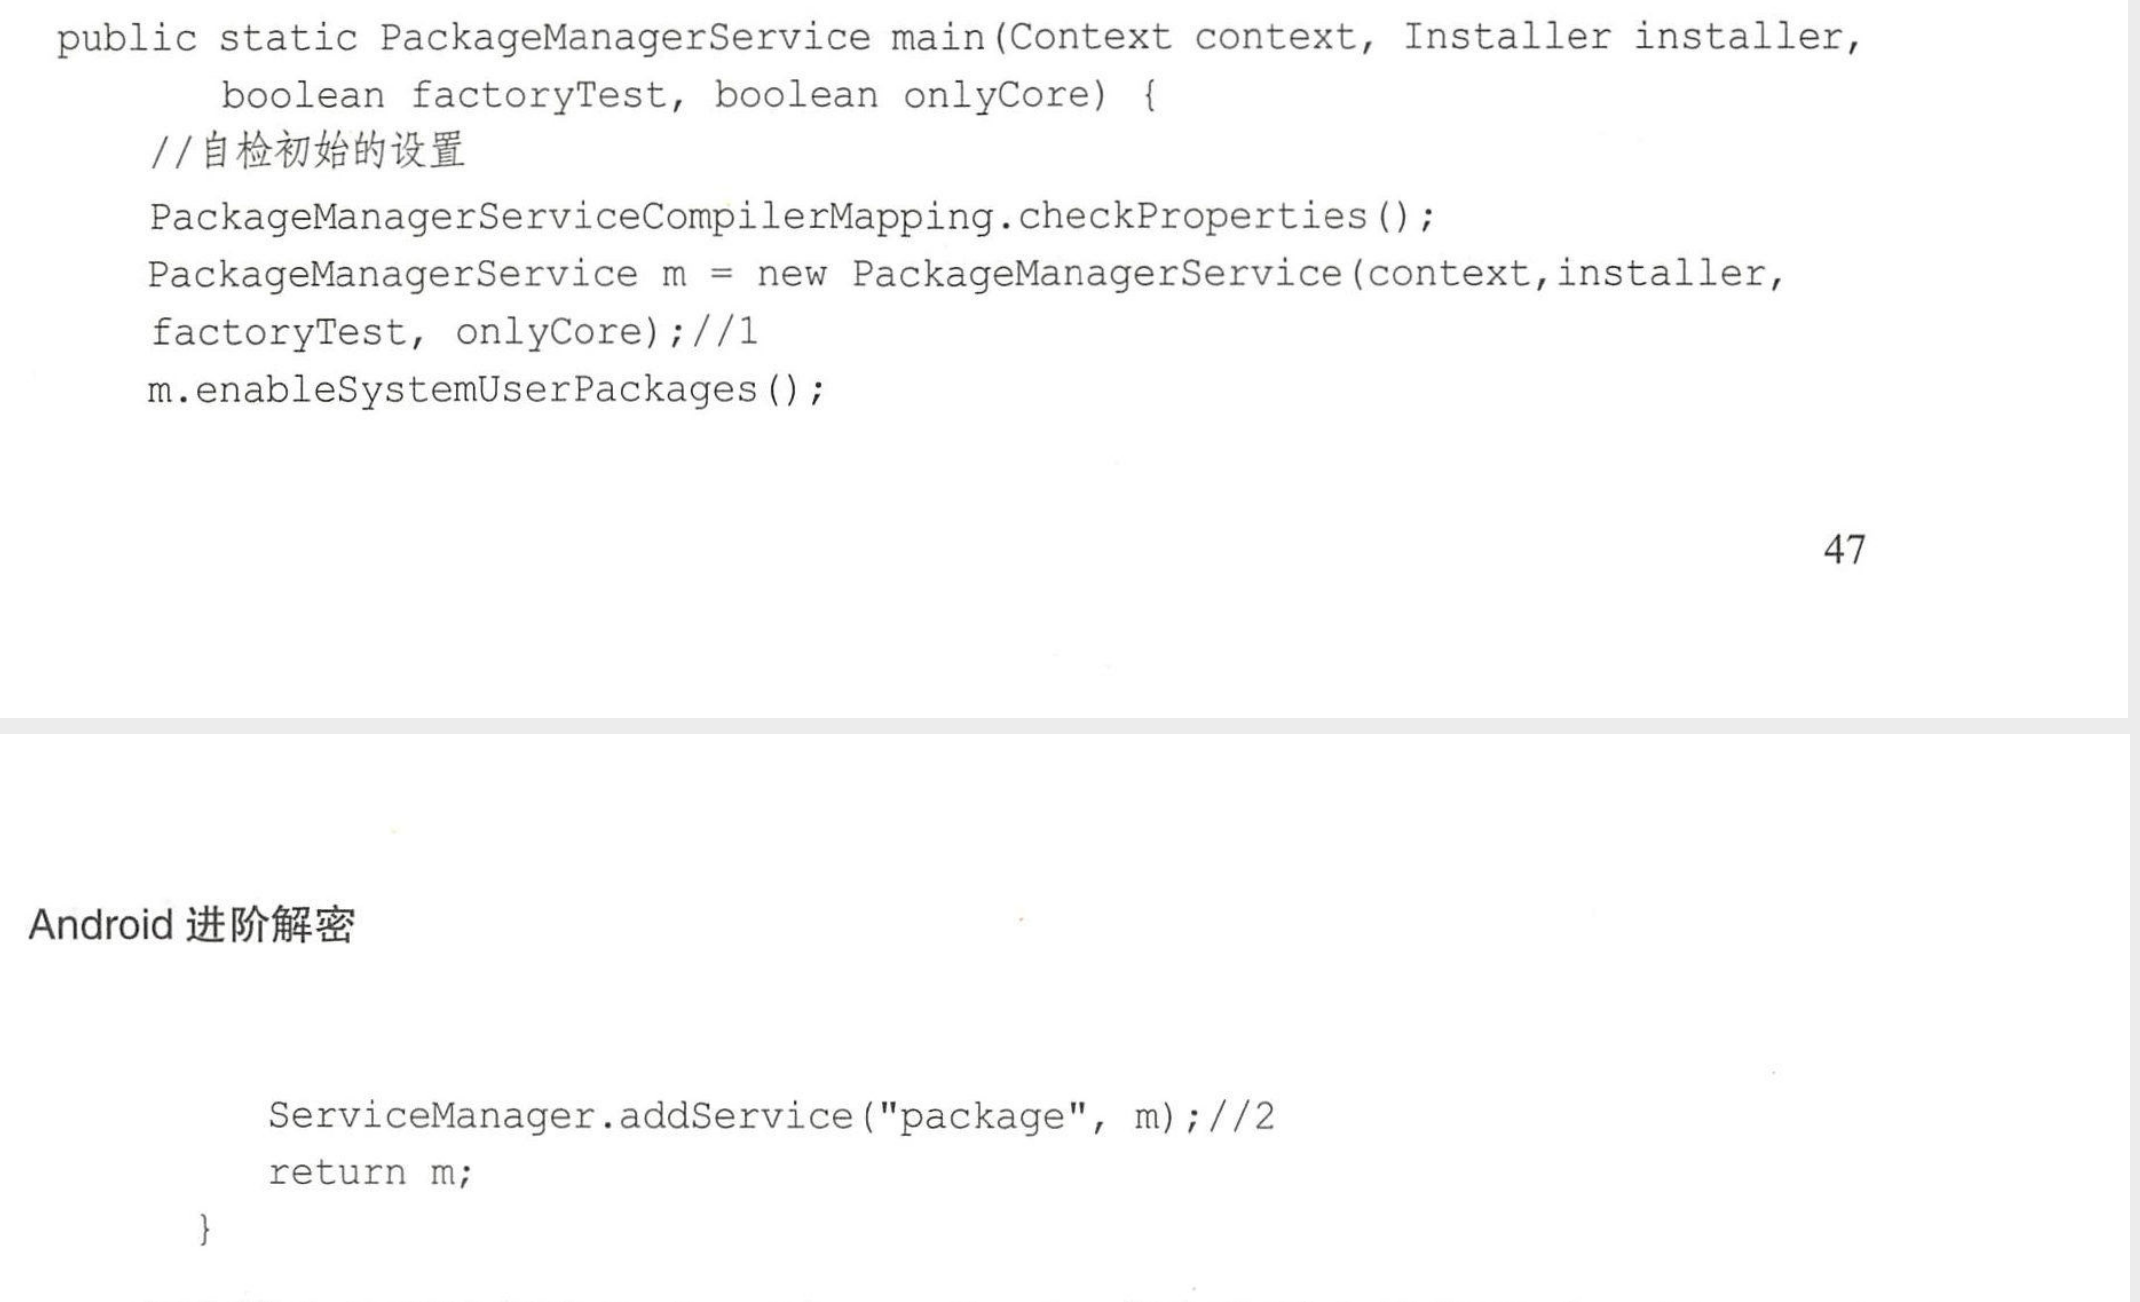 public static PackageManagerService main(Context context, Installer installer,
boolean factoryTest, boolean onlyCore) {
//自检初始的设置
PackageManagerServiceCompilerMapping.checkProperties();
PackageManagerService m = new PackageManagerService(context,installer,
factoryTest, onlyCore);//1
m.enableSystemUserPackages();
47
Android 进阶解密
ServiceManager.addService("package", m);//2
return m;
}